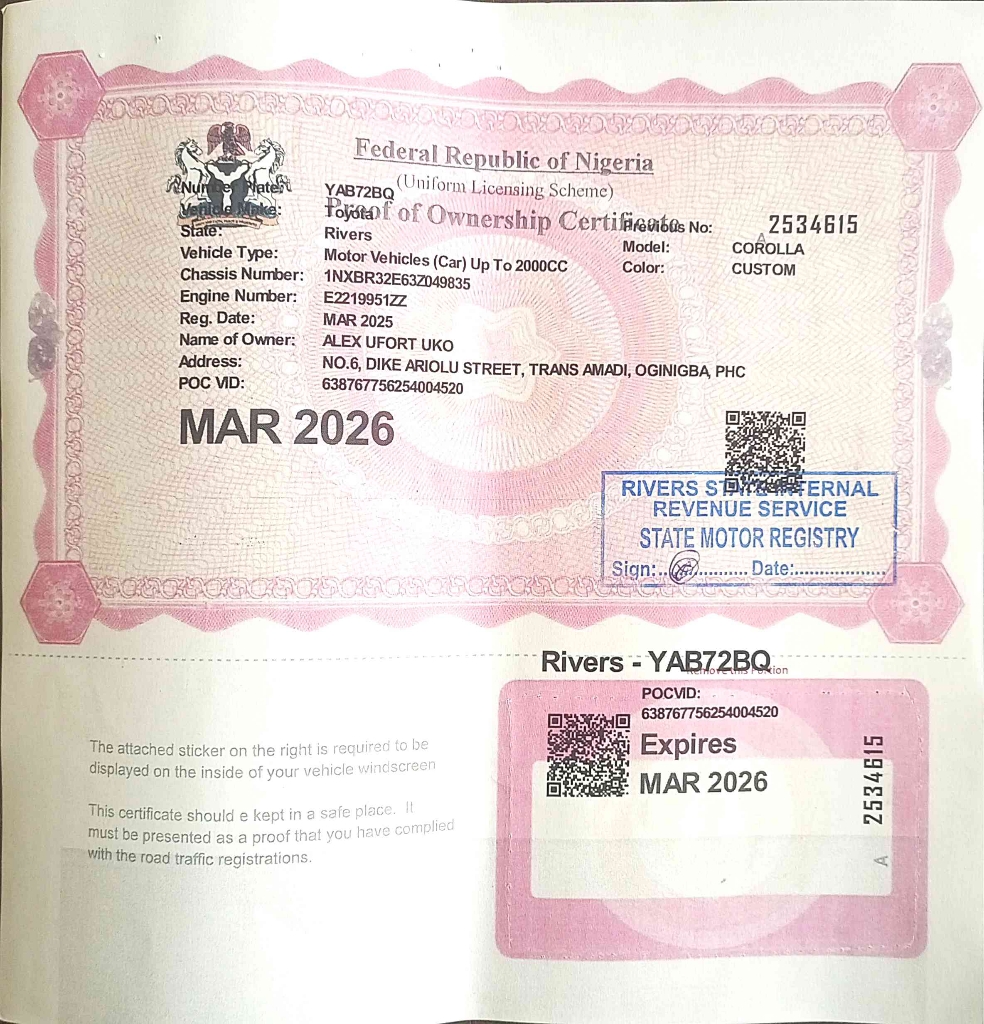 Federal Republic of Nigeria
(Uniform Licensing Scheme)
Proof of Ownership Certificate
Number Plate: YAB72BQ
Vehicle Make: Toyota
Previous No:
A 2534615
State: Rivers
Model: COROLLA
Vehicle Type: Motor Vehicles (Car) Up To 2000CC
Color: CUSTOM
Chassis Number: 1NXBR32E63Z049835
Engine Number: E2219951ZZ
Reg. Date: MAR 2025
Name of Owner: ALEX UFORT UKO
Address: NO.6, DIKE ARIOLU STREET, TRANS AMADI, OGINIGBA, PHC
POC VID: 638767756254004520
MAR 2026
RIVERS STATE INTERNAL
REVENUE SERVICE
STATE MOTOR REGISTRY
Sign:.............. Date:..................
Rivers - YAB72BQ
Remove this Portion
POCVID:
638767756254004520
Expires
MAR 2026
A 2534615
The attached sticker on the right is required to be
displayed on the inside of your vehicle windscreen
This certificate should e kept in a safe place. It
must be presented as a proof that you have complied
with the road traffic registrations.